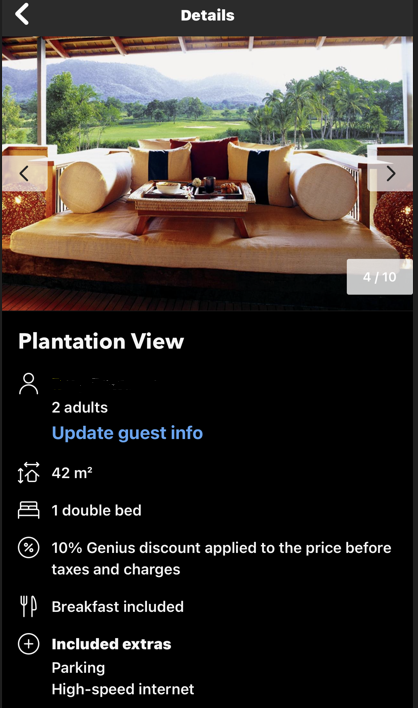 Details
4 / 10
Plantation View
2 adults
Update guest info
42 m²
1 double bed
10% Genius discount applied to the price before
taxes and charges
Breakfast included
Included extras
Parking
High-speed internet